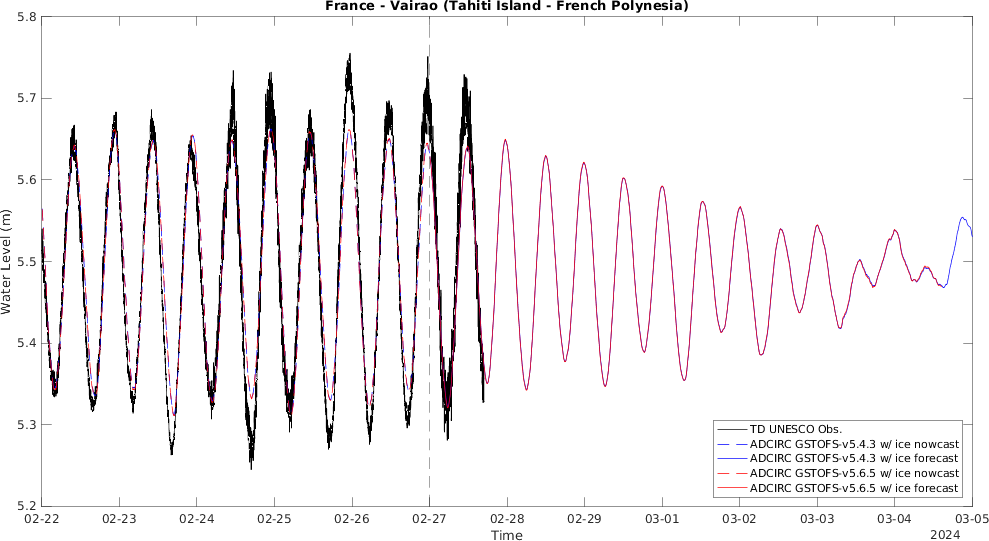 France - Vairao (Tahiti Island - French Polynesia)
5.8
5.7
5.6
5.5
5.4
5.3
5.2
Water Level (m)
02-22 02-23 02-24 02-25 02-26 02-27 02-28 02-29 03-01 03-02 03-03 03-04 03-05
Time
2024
TD UNESCO Obs.
ADCIRC GSTOFS-v5.4.3 w/ ice nowcast
ADCIRC GSTOFS-v5.4.3 w/ ice forecast
ADCIRC GSTOFS-v5.6.5 w/ ice nowcast
ADCIRC GSTOFS-v5.6.5 w/ ice forecast